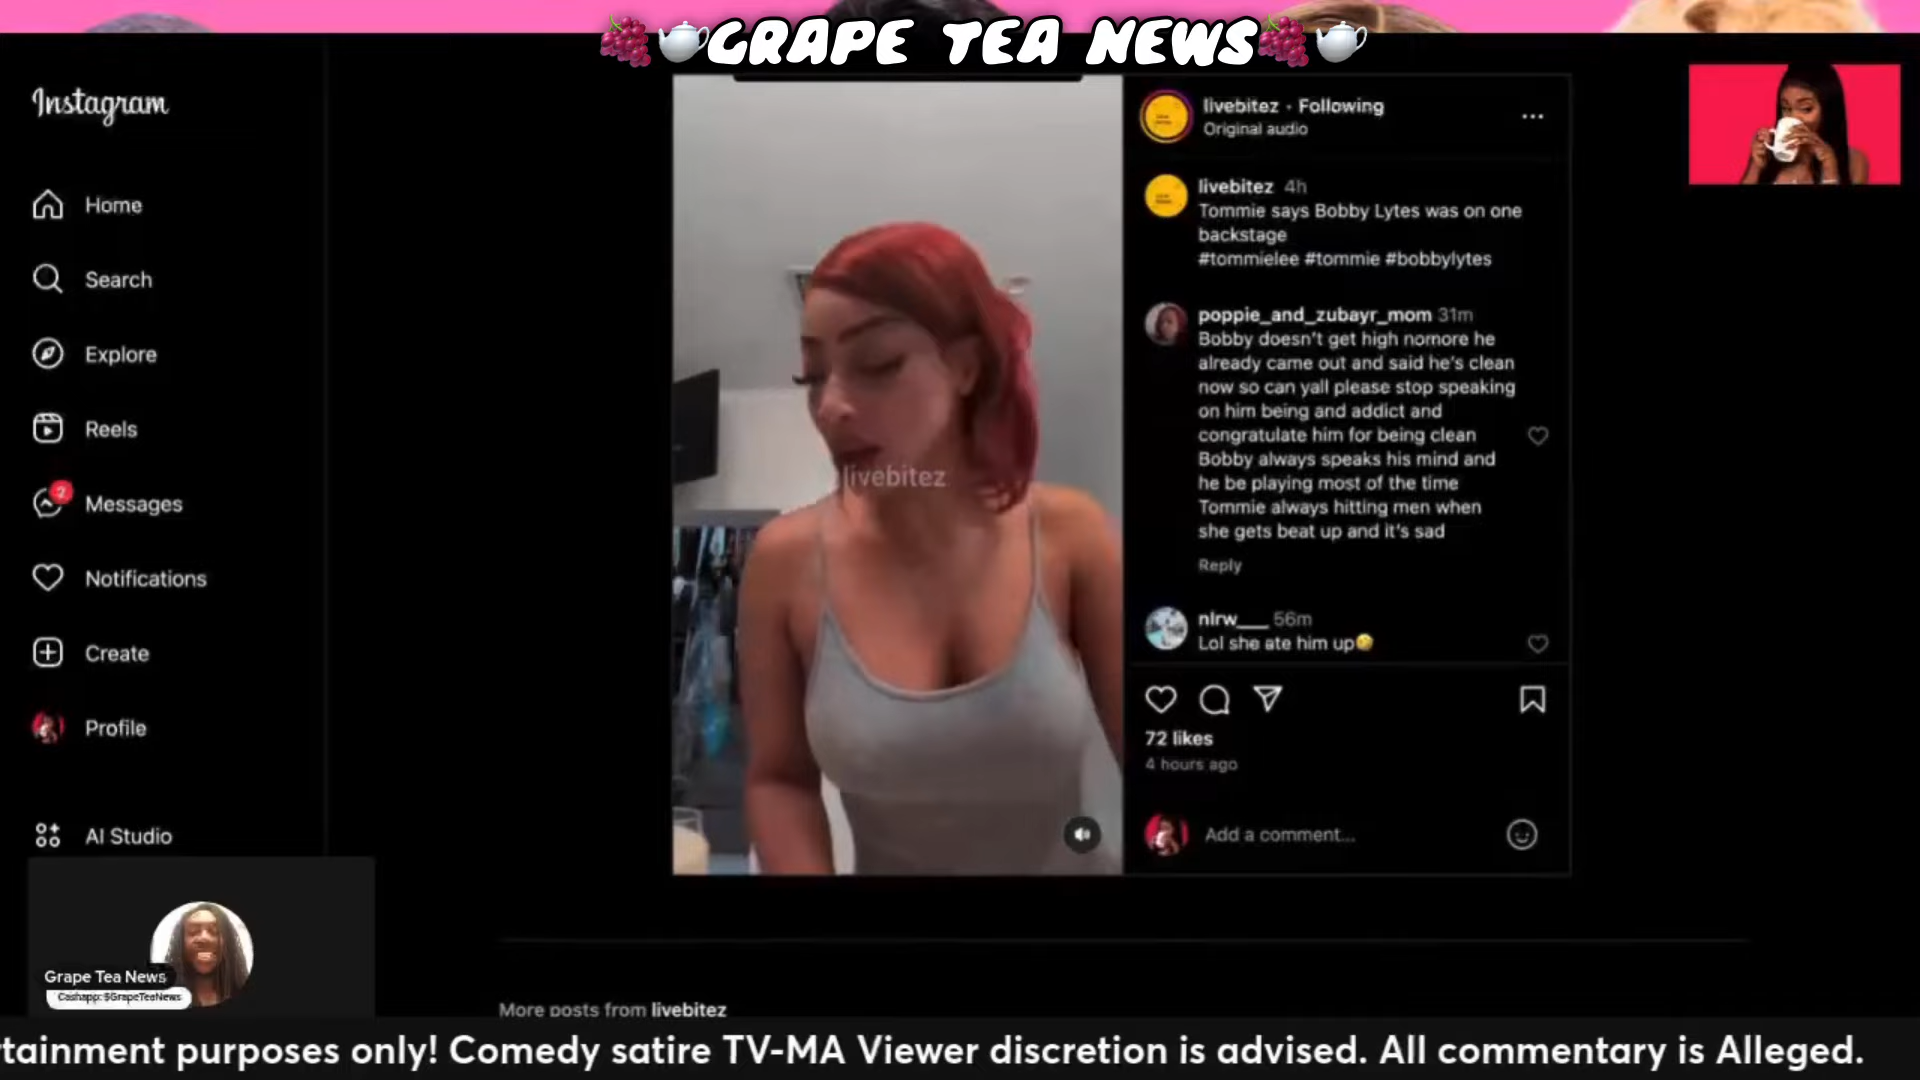 GRAPE TEA NEWS
Instagram
Home
Search
Explore
Reels
2
Messages
Notifications
Create
Profile
AI Studio
livebitez
livebitez • Following
Original audio
livebitez 4h
Tommie says Bobby Lytes was on one
backstage
#tommielee #tommie #bobbylytes
poppie_and_zubayr_mom 31m
Bobby doesn't get high nomore he
already came out and said he's clean
now so can yall please stop speaking
on him being and addict and
congratulate him for being clean
Bobby always speaks his mind and
he be playing most of the time
Tommie always hitting men when
she gets beat up and it's sad
Reply
nlrw___ 56m
Lol she ate him up🤣
72 likes
4 hours ago
Add a comment...
Grape Tea News
Cashapp: $GrapeTeaNews
More posts from livebitez
rtainment purposes only! Comedy satire TV-MA Viewer discretion is advised. All commentary is Alleged.